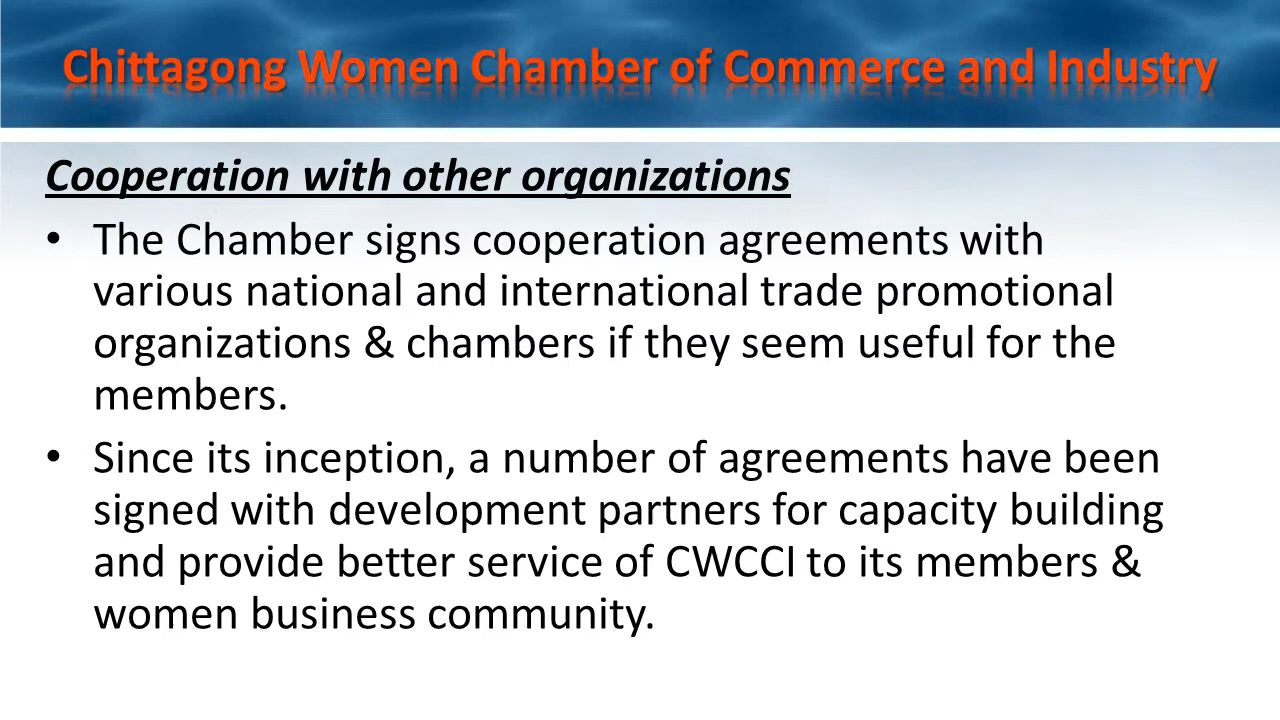 Chittagong Women Chamber of Commerce and Industry
Cooperation with other organizations
• The Chamber signs cooperation agreements with
various national and international trade promotional
organizations & chambers if they seem useful for the
members.
• Since its inception, a number of agreements have been
signed with development partners for capacity building
and provide better service of CWCCI to its members &
women business community.